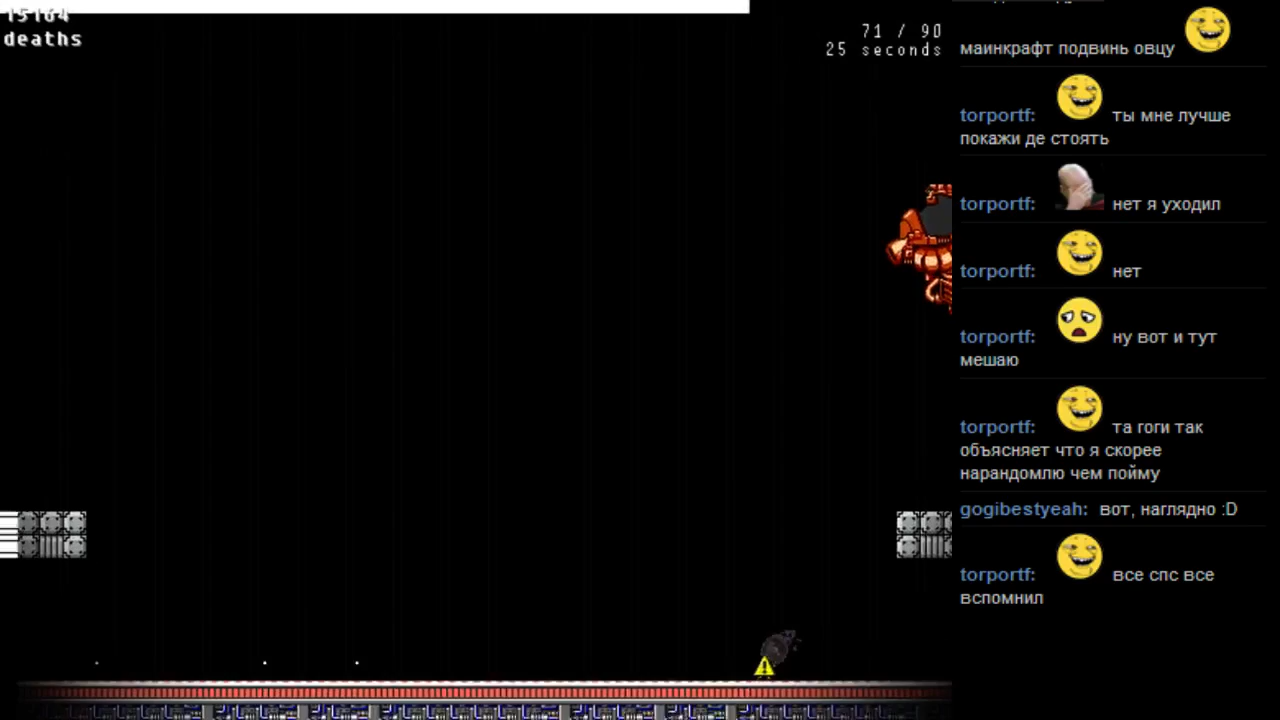 15164
deaths
71 / 90
25 seconds
маинкрафт подвинь овцу
torportf: ты мне лучше
покажи де стоять
torportf: нет я уходил
torportf: нет
torportf: ну вот и тут
мешаю
torportf: та гоги так
объясняет что я скорее
нарандомлю чем пойму
gogibestyeah: вот, наглядно :D
torportf: все спс все
вспомнил